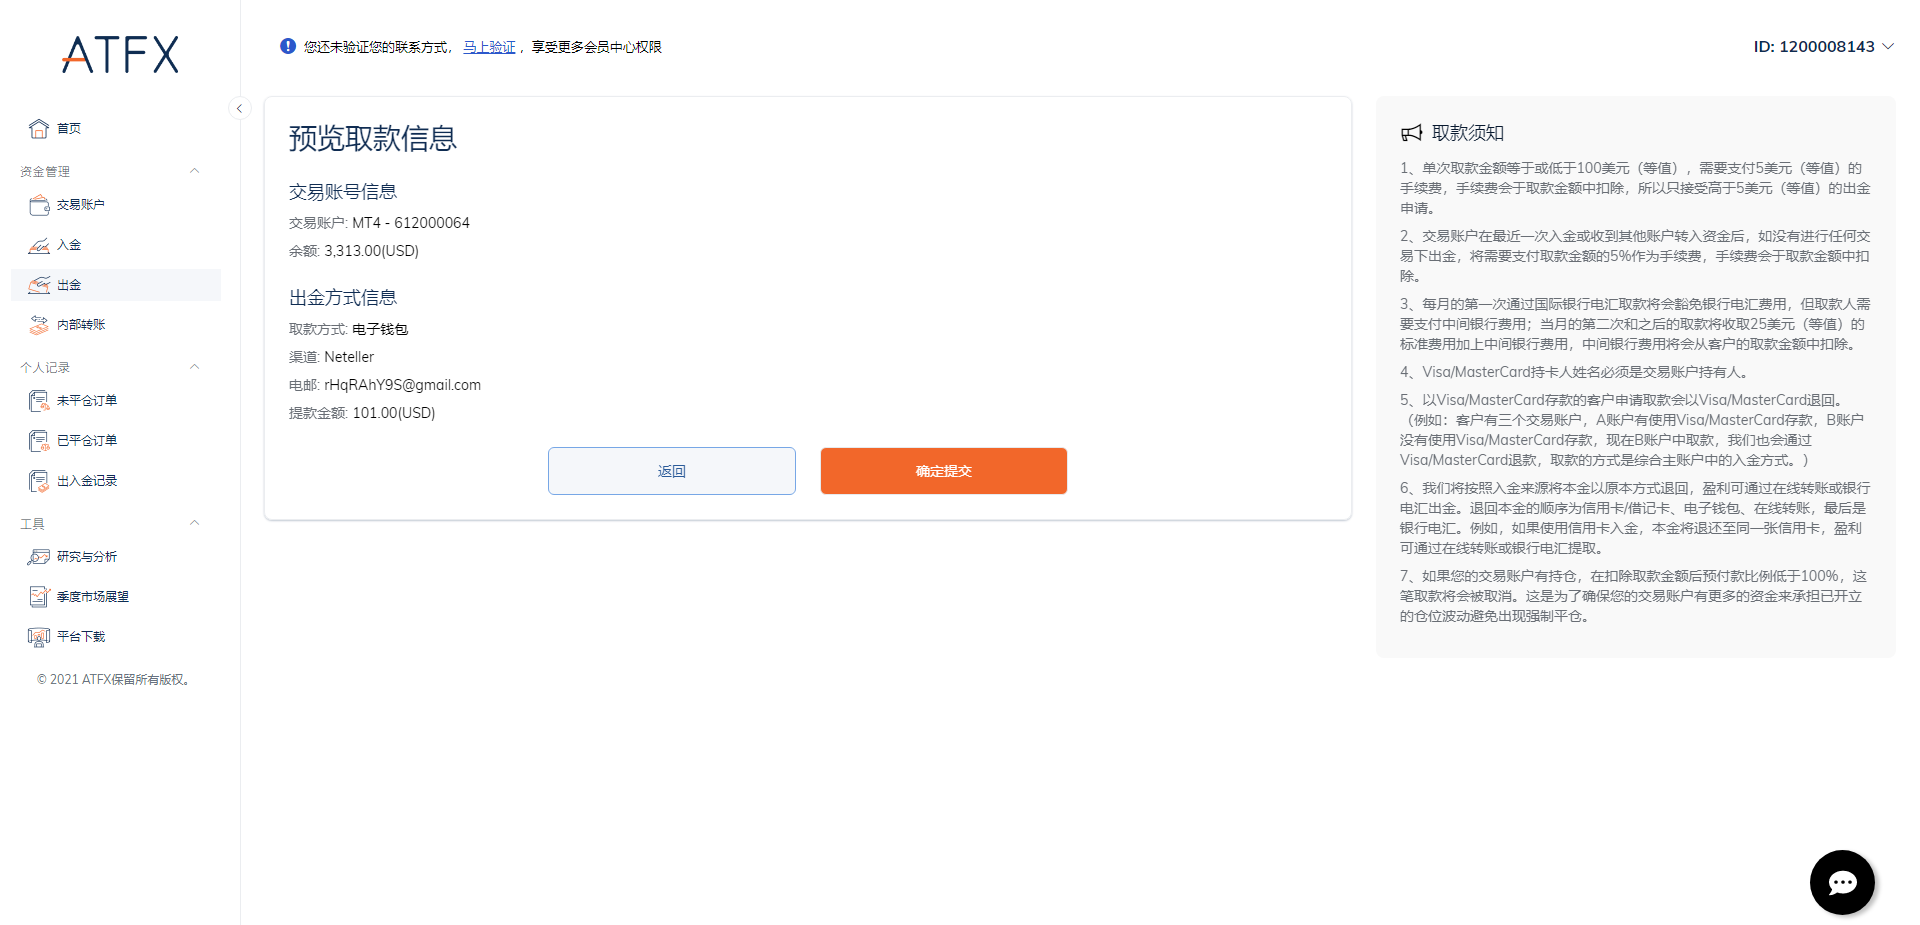 ATFX
首页
资金管理
交易账户
入金
出金
内部转账
个人记录
未平仓订单
已平仓订单
出入金记录
工具
研究与分析
季度市场展望
平台下载
© 2021 ATFX保留所有版权。
您还未验证您的联系方式， 马上验证 ，享受更多会员中心权限
ID: 1200008143
预览取款信息
交易账号信息
交易账户: MT4 - 612000064
余额: 3,313.00(USD)
出金方式信息
取款方式: 电子钱包
渠道: Neteller
电邮: rHqRAhY9S@gmail.com
提款金额: 101.00(USD)
返回
确定提交
取款须知
1、单次取款金额等于或低于100美元（等值），需要支付5美元（等值）的
手续费，手续费会于取款金额中扣除，所以只接受高于5美元（等值）的出金
申请。
2、交易账户在最近一次入金或收到其他账户转入资金后，如没有进行任何交
易下出金，将需要支付取款金额的5%作为手续费，手续费会于取款金额中扣
除。
3、每月的第一次通过国际银行电汇取款将会豁免银行电汇费用，但取款人需
要支付中间银行费用；当月的第二次和之后的取款将收取25美元（等值）的
标准费用加上中间银行费用，中间银行费用将会从客户的取款金额中扣除。
4、Visa/MasterCard持卡人姓名必须是交易账户持有人。
5、以Visa/MasterCard存款的客户申请取款会以Visa/MasterCard退回。
（例如：客户有三个交易账户，A账户有使用Visa/MasterCard存款，B账户
没有使用Visa/MasterCard存款，现在B账户中取款，我们也会通过
Visa/MasterCard退款，取款的方式是综合主账户中的入金方式。）
6、我们将按照入金来源将本金以原本方式退回，盈利可通过在线转账或银行
电汇出金。退回本金的顺序为信用卡/借记卡、电子钱包、在线转账，最后是
银行电汇。例如，如果使用信用卡入金，本金将退还至同一张信用卡，盈利
可通过在线转账或银行电汇提取。
7、如果您的交易账户有持仓，在扣除取款金额后预付款比例低于100%，这
笔取款将会被取消。这是为了确保您的交易账户有更多的资金来承担已开立
的仓位波动避免出现强制平仓。